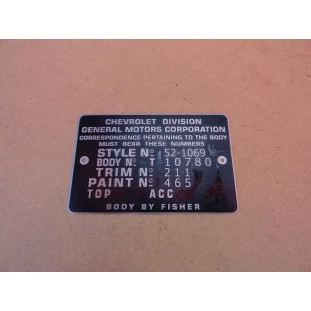 CHEVROLET DIVISION
GENERAL MOTORS CORPORATION
CORRESPONDENCE PERTAINING TO THE BODY
MUST BEAR THESE NUMBERS
STYLE Nº 52-1069
BODY Nº T 10780
TRIM Nº 211
PAINT Nº 465
TOP ACC
BODY BY FISHER